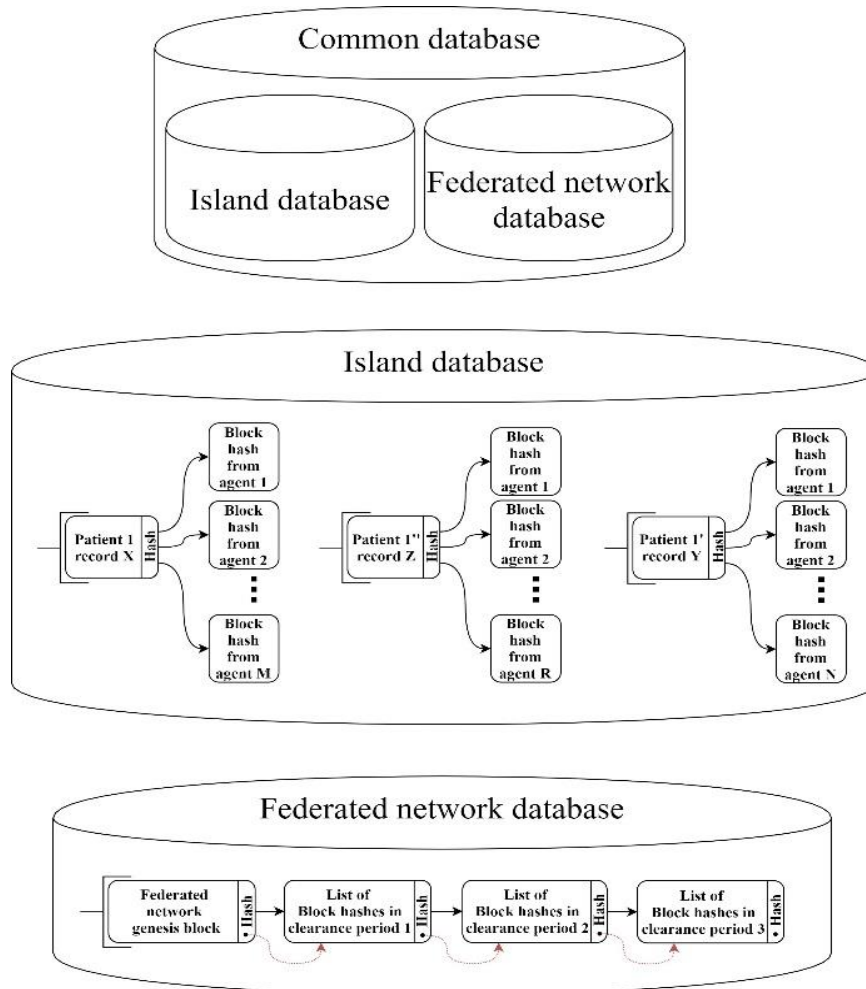 Common database
Island database
Federated network
database
Island database
Patient 1
record X
Hash
Block
hash
from
agent 1
Block
hash
from
agent 2
Block
hash
from
agent M
Patient 1"
record Z
Hash
Block
hash
from
agent 1
Block
hash
from
agent 2
Block
hash
from
agent R
Patient 1'
record Y
Hash
Block
hash
from
agent 1
Block
hash
from
agent 2
Block
hash
from
agent N
Federated network database
Federated
network
genesis block
• Hash
List of
Block hashes in
clearance period 1
• Hash
List of
Block hashes in
clearance period 2
• Hash
List of
Block hashes in
clearance period 3
• Hash